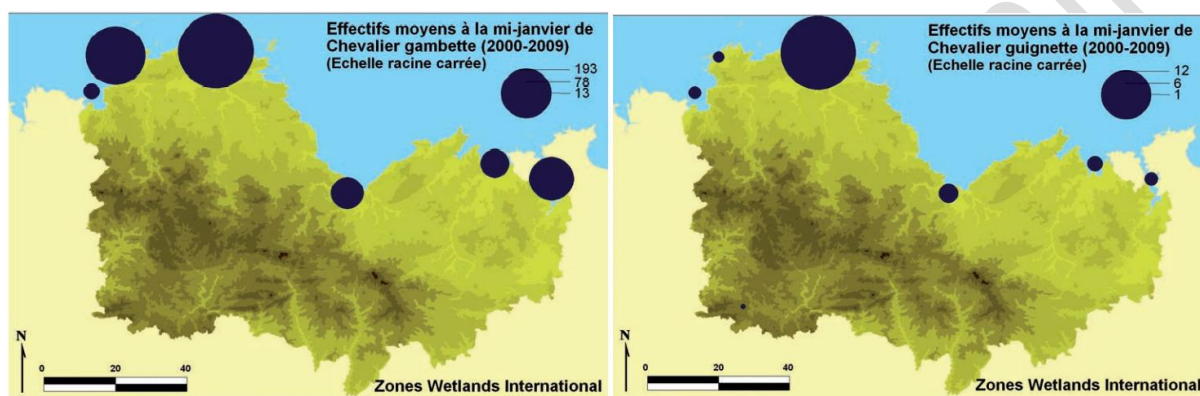 Effectifs moyens à la mi-janvier de
Chevalier gambette (2000-2009)
(Echelle racine carrée)
193
78
13
N
0 20 40
Zones Wetlands International
Effectifs moyens à la mi-janvier de
Chevalier guignette (2000-2009)
(Echelle racine carrée)
12
6
1
N
0 20 40
Zones Wetlands International